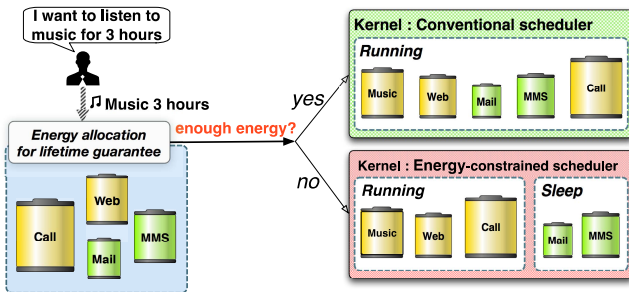 I want to listen to
music for 3 hours
♫ Music 3 hours
Energy allocation
for lifetime guarantee
Call
Web
Mail
MMS
enough energy?
yes
no
Kernel : Conventional scheduler
Running
Music
Web
Mail
MMS
Call
Kernel : Energy-constrained scheduler
Running
Music
Web
Call
Sleep
Mail
MMS